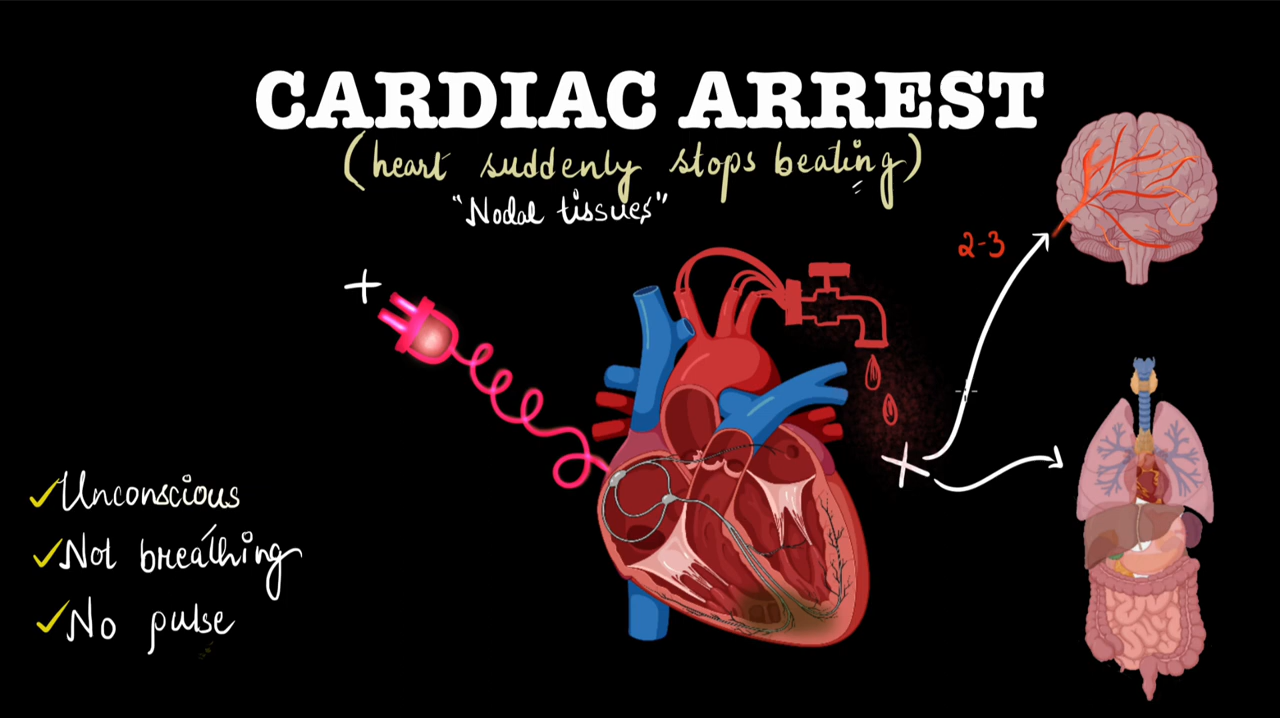 CARDIAC ARREST
(heart suddenly stops beating)
"Nodal tissues"
2-3
Unconscious
Not breathing
No pulse